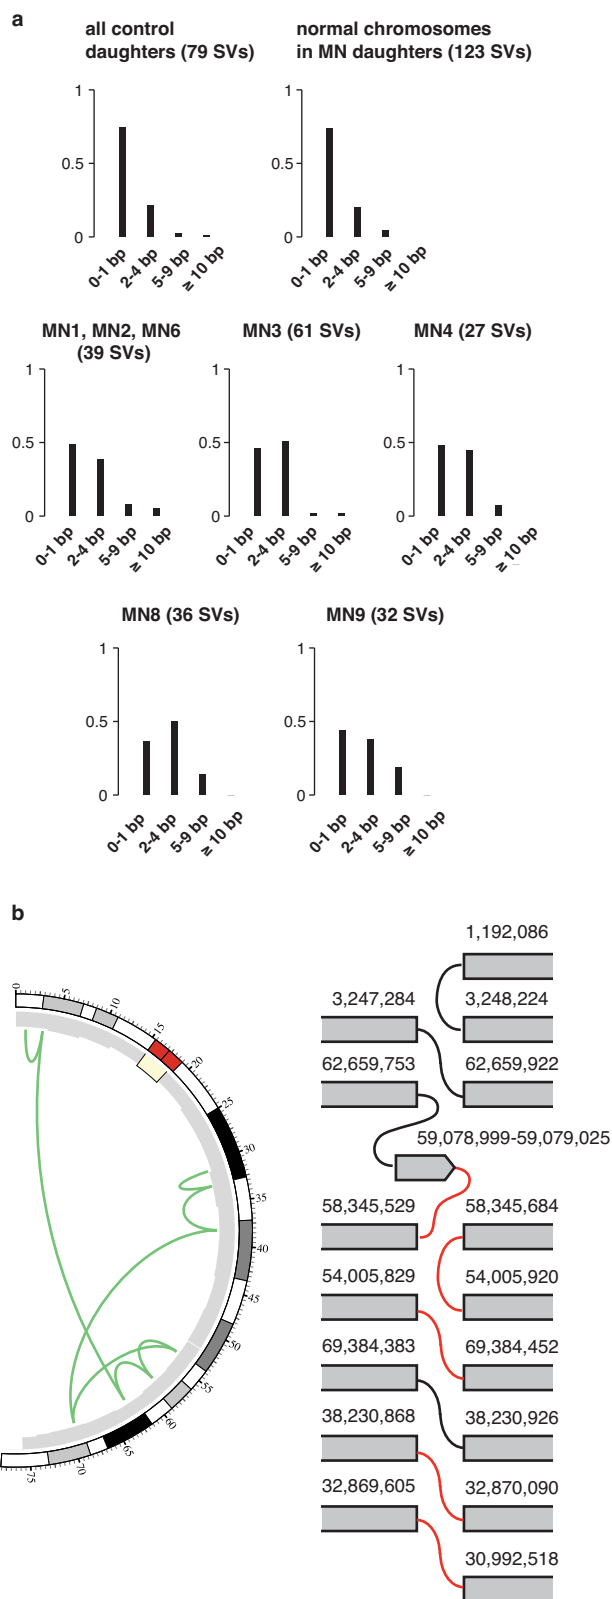 a
all control
daughters (79 SVs)
normal chromosomes
in MN daughters (123 SVs)
1
0.5
0
0-1 bp
2-4 bp
5-9 bp
≥ 10 bp
1
0.5
0
0-1 bp
2-4 bp
5-9 bp
≥ 10 bp
MN1, MN2, MN6
(39 SVs)
MN3 (61 SVs)
MN4 (27 SVs)
1
0.5
0
0-1 bp
2-4 bp
5-9 bp
≥ 10 bp
1
0.5
0
0-1 bp
2-4 bp
5-9 bp
≥ 10 bp
1
0.5
0
0-1 bp
2-4 bp
5-9 bp
≥ 10 bp
MN8 (36 SVs)
MN9 (32 SVs)
1
0.5
0
0-1 bp
2-4 bp
5-9 bp
≥ 10 bp
1
0.5
0
0-1 bp
2-4 bp
5-9 bp
≥ 10 bp
b
0
5
10
15
20
25
30
35
40
45
50
55
60
65
70
75
1,192,086
3,247,284
3,248,224
62,659,753
62,659,922
59,078,999-59,079,025
58,345,529
58,345,684
54,005,829
54,005,920
69,384,383
69,384,452
38,230,868
38,230,926
32,869,605
32,870,090
30,992,518